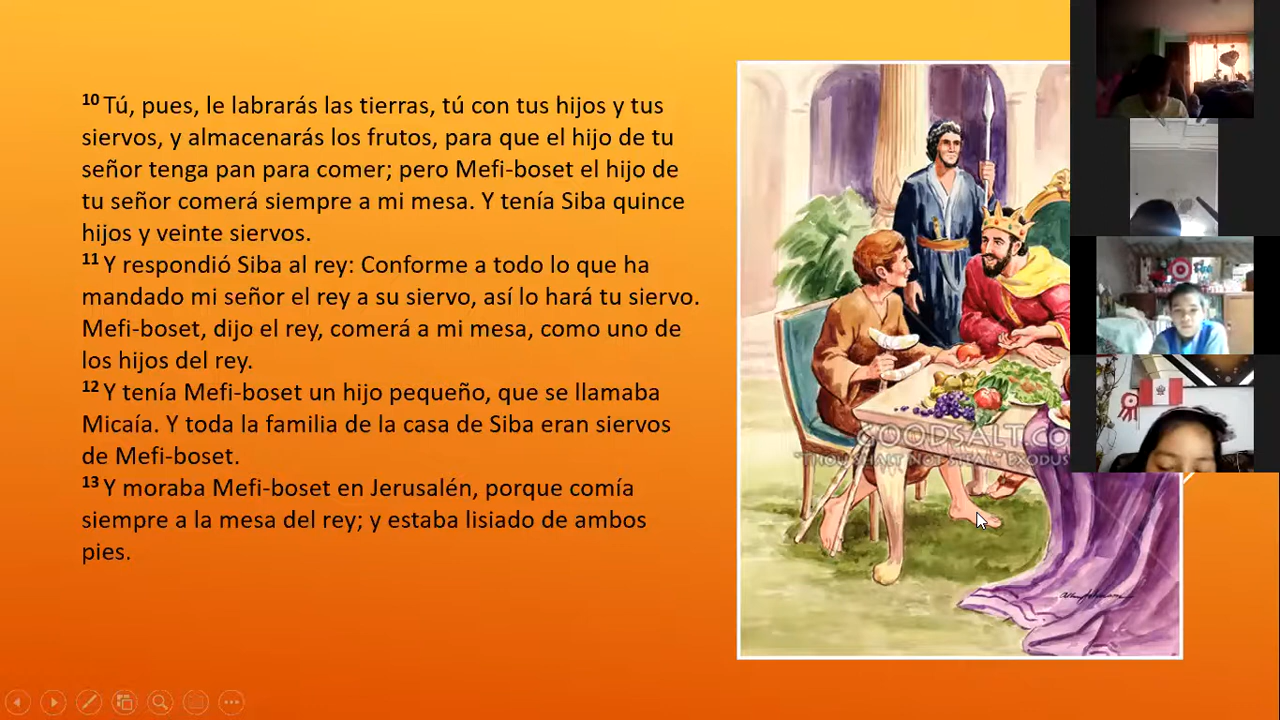 10 Tú, pues, le labrarás las tierras, tú con tus hijos y tus
siervos, y almacenarás los frutos, para que el hijo de tu
señor tenga pan para comer; pero Mefi-boset el hijo de
tu señor comerá siempre a mi mesa. Y tenía Siba quince
hijos y veinte siervos.
11 Y respondió Siba al rey: Conforme a todo lo que ha
mandado mi señor el rey a su siervo, así lo hará tu siervo.
Mefi-boset, dijo el rey, comerá a mi mesa, como uno de
los hijos del rey.
12 Y tenía Mefi-boset un hijo pequeño, que se llamaba
Micaía. Y toda la familia de la casa de Siba eran siervos
de Mefi-boset.
13 Y moraba Mefi-boset en Jerusalén, porque comía
siempre a la mesa del rey; y estaba lisiado de ambos
pies.
GOODSALT.CO
"THOU SHALT NOT STEAL" EXODUS